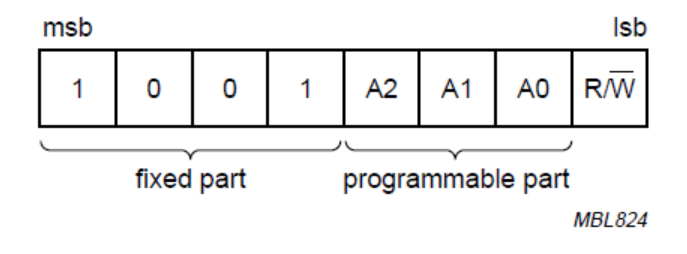 msb lsb
1 0 0 1 A2 A1 A0 R/W̅
fixed part programmable part
MBL824